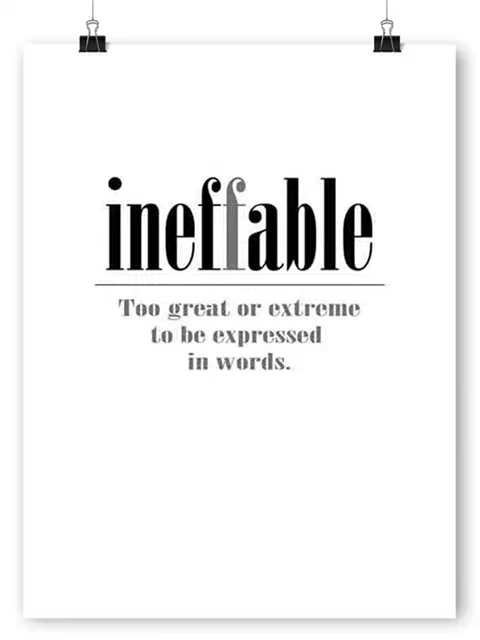 ineffable
Too great or extreme
to be expressed
in words.